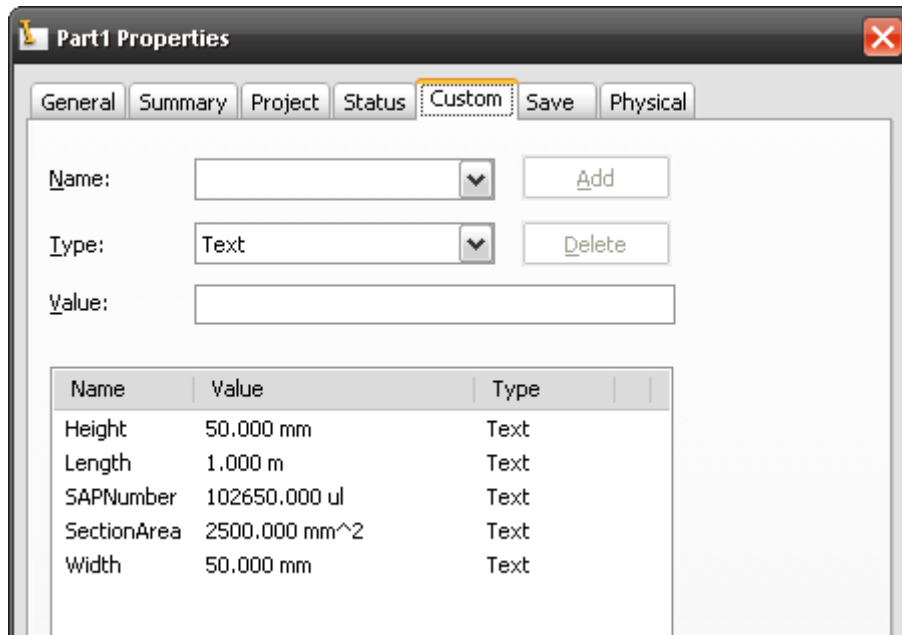 Part1 Properties
General Summary Project Status Custom Save Physical
Name: Add
Type: Text Delete
Value:
Name Value Type
Height 50.000 mm Text
Length 1.000 m Text
SAPNumber 102650.000 ul Text
SectionArea 2500.000 mm^2 Text
Width 50.000 mm Text